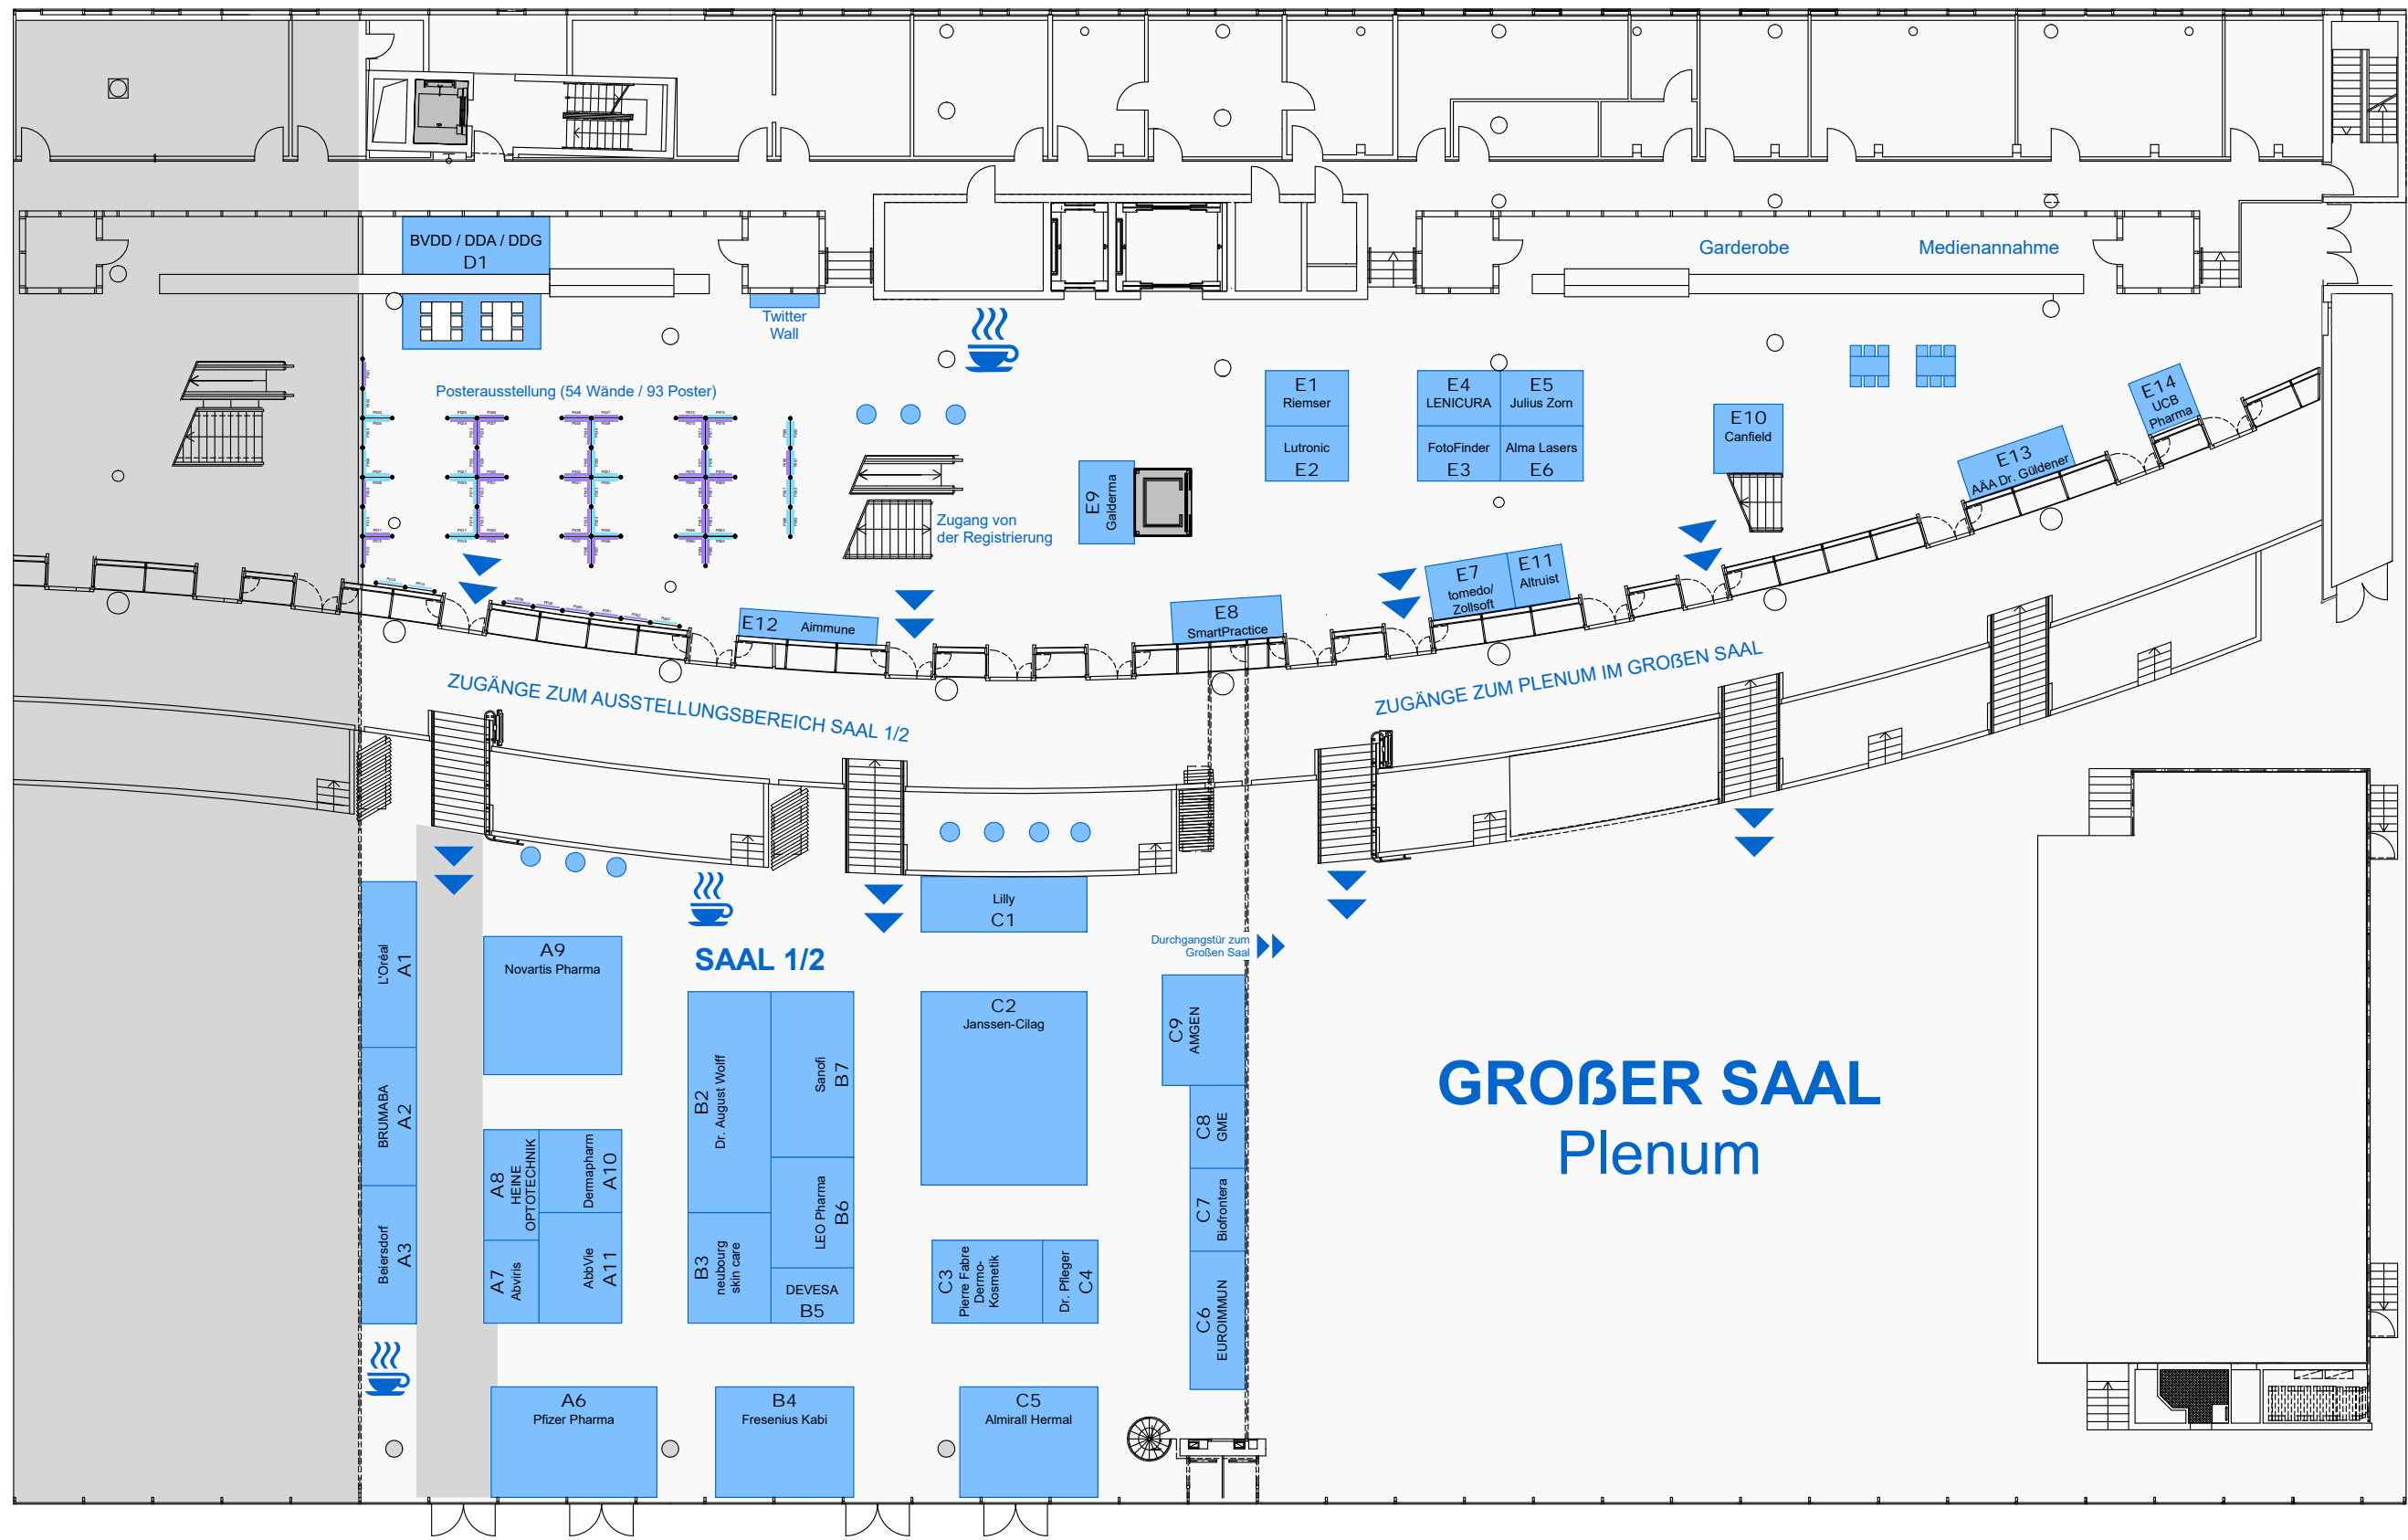 BVDD / DDA / DDG
D1
Garderobe
Medienannahme
Twitter
Wall
Posterausstellung (54 Wände / 93 Poster)
E1
Riemser
Lutronic
E2
E4
LENICURA
E5
Julius Zorn
FotoFinder
E3
Alma Lasers
E6
E10
Canfield
E14
UCB
Pharma
E13
AÄA Dr. Güldener
E9
Galderma
Zugang von
der Registrierung
E7
tomedo/
Zollsoft
E11
Altruist
E12 Aimmune
E8
SmartPractice
ZUGÄNGE ZUM AUSSTELLUNGSBEREICH SAAL 1/2
ZUGÄNGE ZUM PLENUM IM GROẞEN SAAL
Lilly
C1
Durchgangstür zum
Großen Saal
SAAL 1/2
L'Oréal
A1
A9
Novartis Pharma
BRUMABA
A2
Beiersdorf
A3
A8
HEINE
OPTOTECHNIK
Dermapharm
A10
A7
Abviris
AbbVie
A11
B2
Dr. August Wolff
Sanofi
B7
LEO Pharma
B6
B3
neubourg
skin care
DEVESA
B5
C2
Janssen-Cilag
C3
Pierre Fabre
Dermo-
Kosmetik
Dr. Pfleger
C4
C9
AMGEN
C8
GME
C7
Biofrontera
C6
EUROIMMUN
GROẞER SAAL
Plenum
A6
Pfizer Pharma
B4
Fresenius Kabi
C5
Almirall Hermal